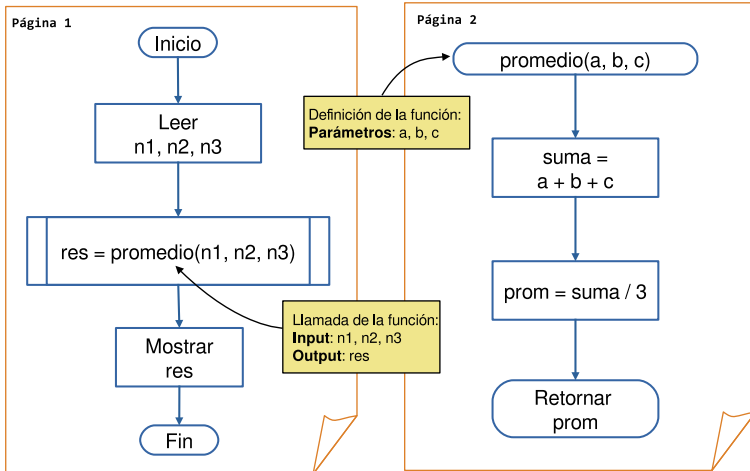 Página 1
Inicio
Leer
n1, n2, n3
res = promedio(n1, n2, n3)
Mostrar
res
Fin
Definición de la función:
Parámetros: a, b, c
Llamada de la función:
Input: n1, n2, n3
Output: res
Página 2
promedio(a, b, c)
suma =
a + b + c
prom = suma / 3
Retornar
prom